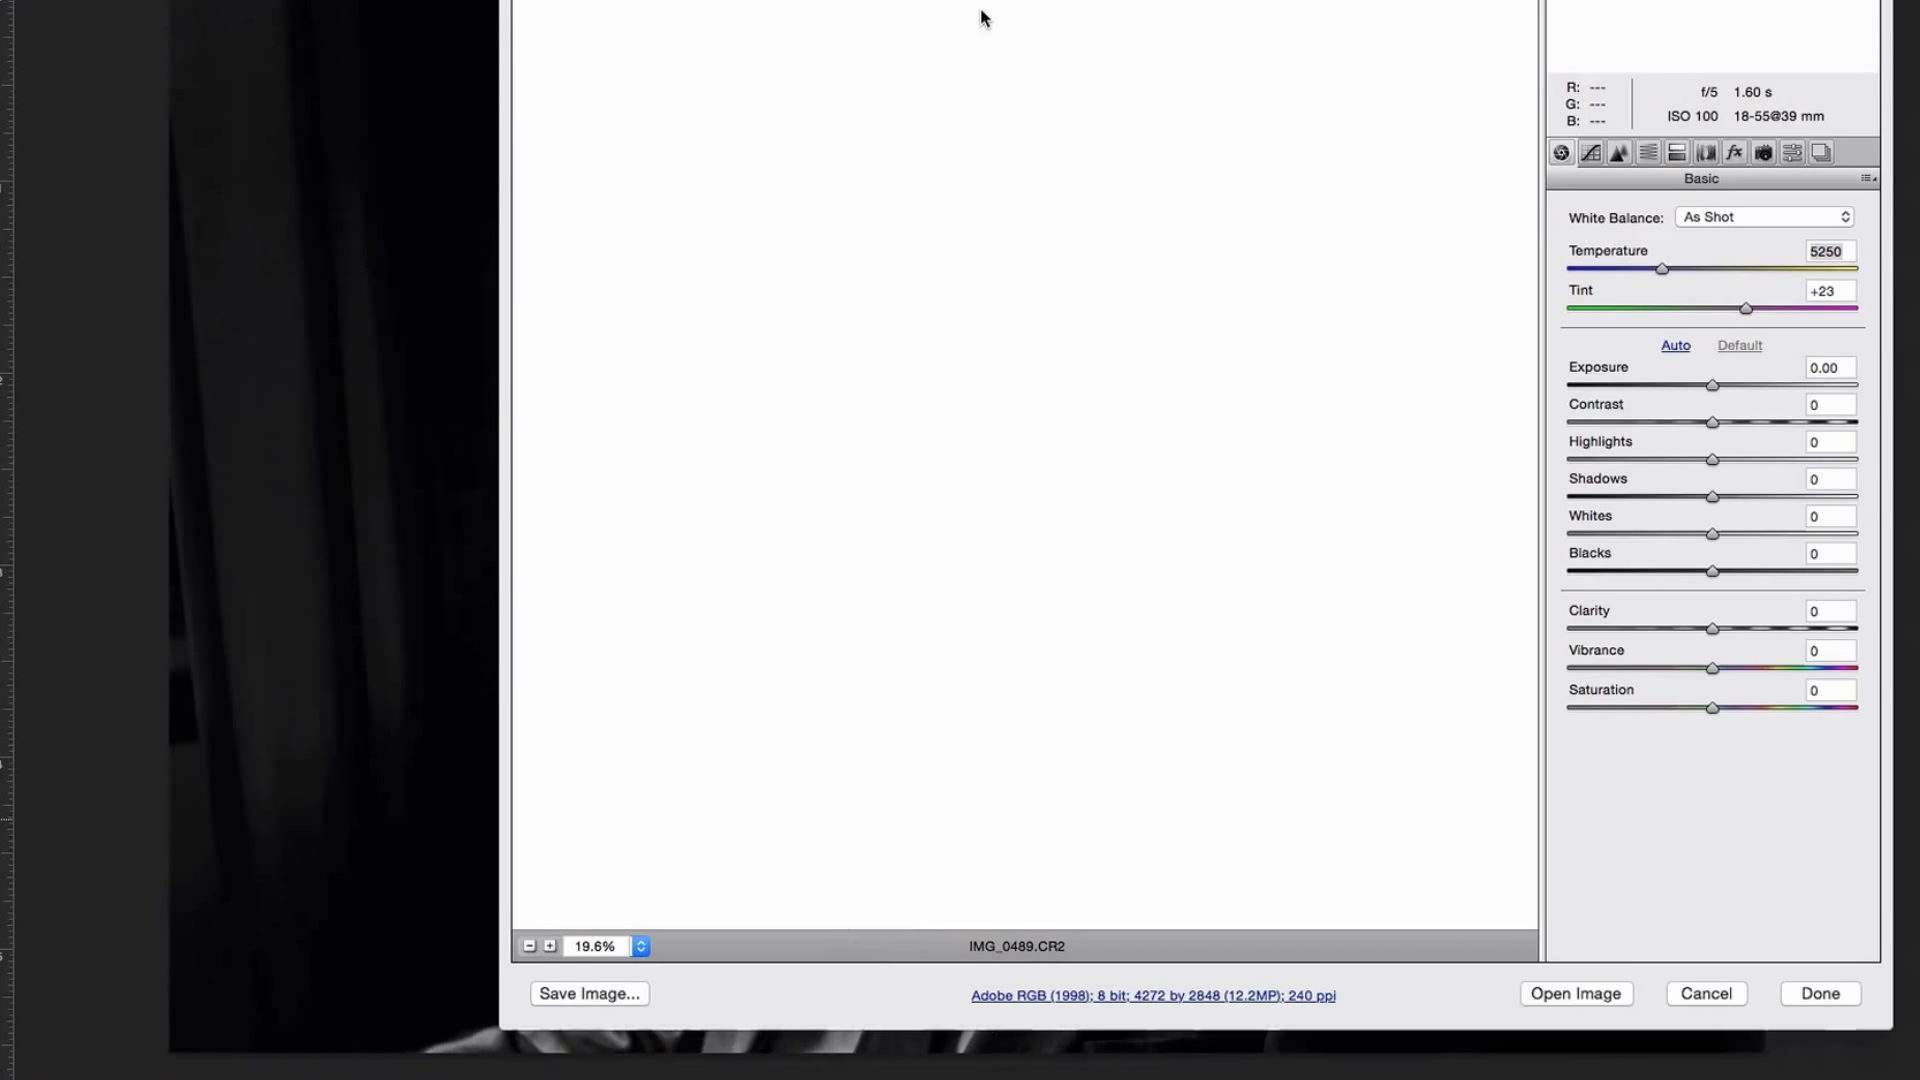 R: ---
G: ---
B: ---
f/5 1.60 s
ISO 100 18-55@39 mm
fx
Basic
White Balance: As Shot
Temperature 5250
Tint +23
Auto Default
Exposure 0.00
Contrast 0
Highlights 0
Shadows 0
Whites 0
Blacks 0
Clarity 0
Vibrance 0
Saturation 0
19.6%
IMG_0489.CR2
Save Image...
Adobe RGB (1998); 8 bit; 4272 by 2848 (12.2MP); 240 ppi
Open Image
Cancel
Done